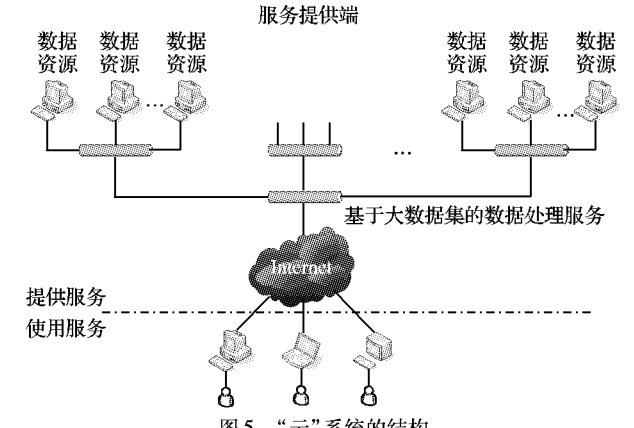 服务提供端
数据 数据 数据 数据 数据 数据
资源 资源 资源 资源 资源 资源
... ...
...
基于大数据集的数据处理服务
Internet
提供服务
使用服务
图 5 “云”系统的结构